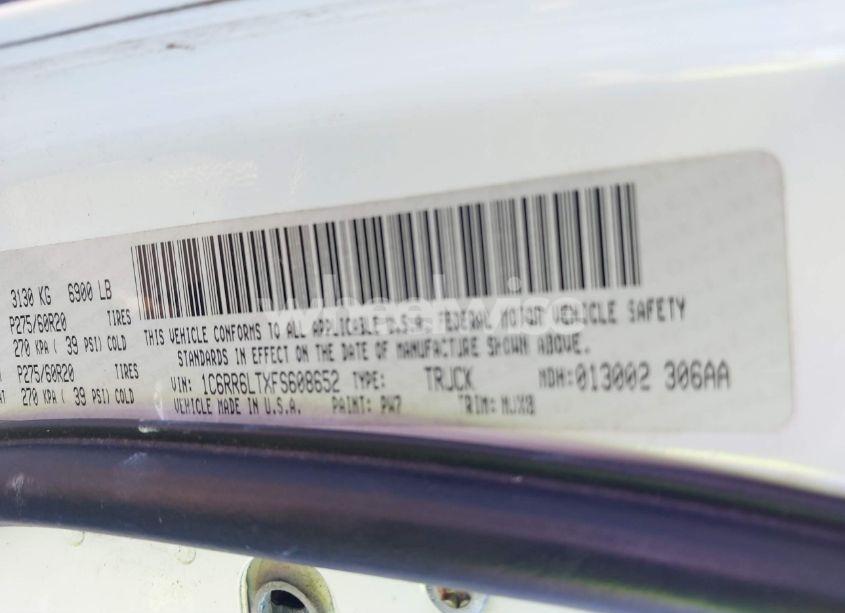 3130 KG 6900 LB
P275/60R20 TIRES
270 KPA ( 39 PSI) COLD
P275/60R20 TIRES
AT 270 KPA ( 39 PSI) COLD
THIS VEHICLE CONFORMS TO ALL APPLICABLE U.S.A. FEDERAL MOTOR VEHICLE SAFETY
STANDARDS IN EFFECT ON THE DATE OF MANUFACTURE SHOWN ABOVE.
VIN: 1C6RR6LTXFS608652 TYPE: TRUCK MDH: 013002 306AA
VEHICLE MADE IN U.S.A. PAINT: PW7 TRIM: MJX8
wheelwise